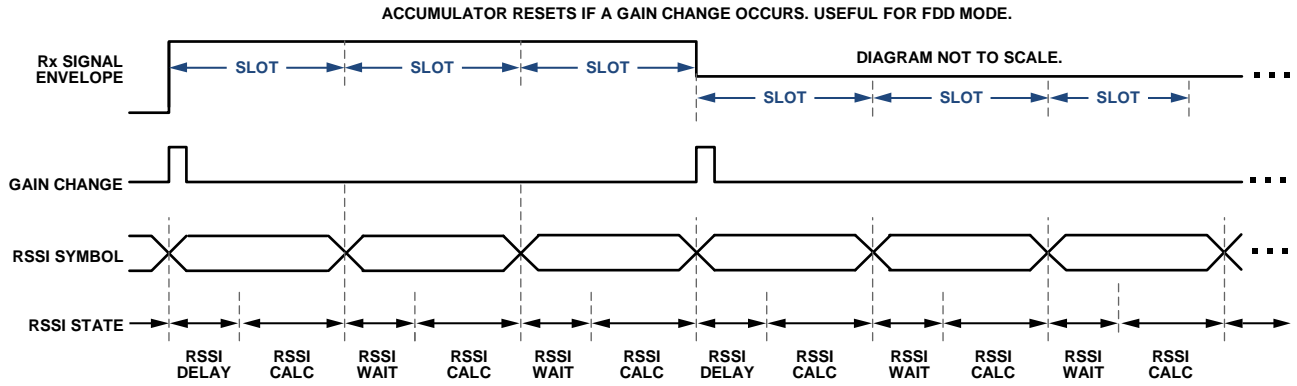 ACCUMULATOR RESETS IF A GAIN CHANGE OCCURS. USEFUL FOR FDD MODE.
Rx SIGNAL
ENVELOPE
SLOT
SLOT
SLOT
DIAGRAM NOT TO SCALE.
SLOT
SLOT
SLOT
GAIN CHANGE
RSSI SYMBOL
RSSI STATE
RSSI
DELAY
RSSI
CALC
RSSI
WAIT
RSSI
CALC
RSSI
WAIT
RSSI
CALC
RSSI
DELAY
RSSI
CALC
RSSI
WAIT
RSSI
CALC
RSSI
WAIT
RSSI
CALC